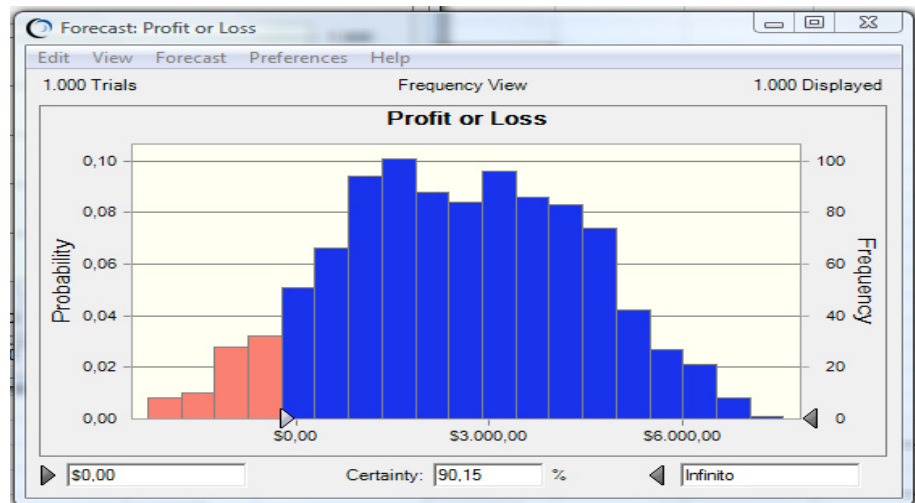 Forecast: Profit or Loss
Edit View Forecast Preferences Help
1.000 Trials Frequency View 1.000 Displayed
Profit or Loss
0,10 100
0,08 80
0,06 60
0,04 40
0,02 20
0,00 0
Probability
Frequency
$0,00 $3.000,00 $6.000,00
$0,00 Certainty: 90,15 % Infinito